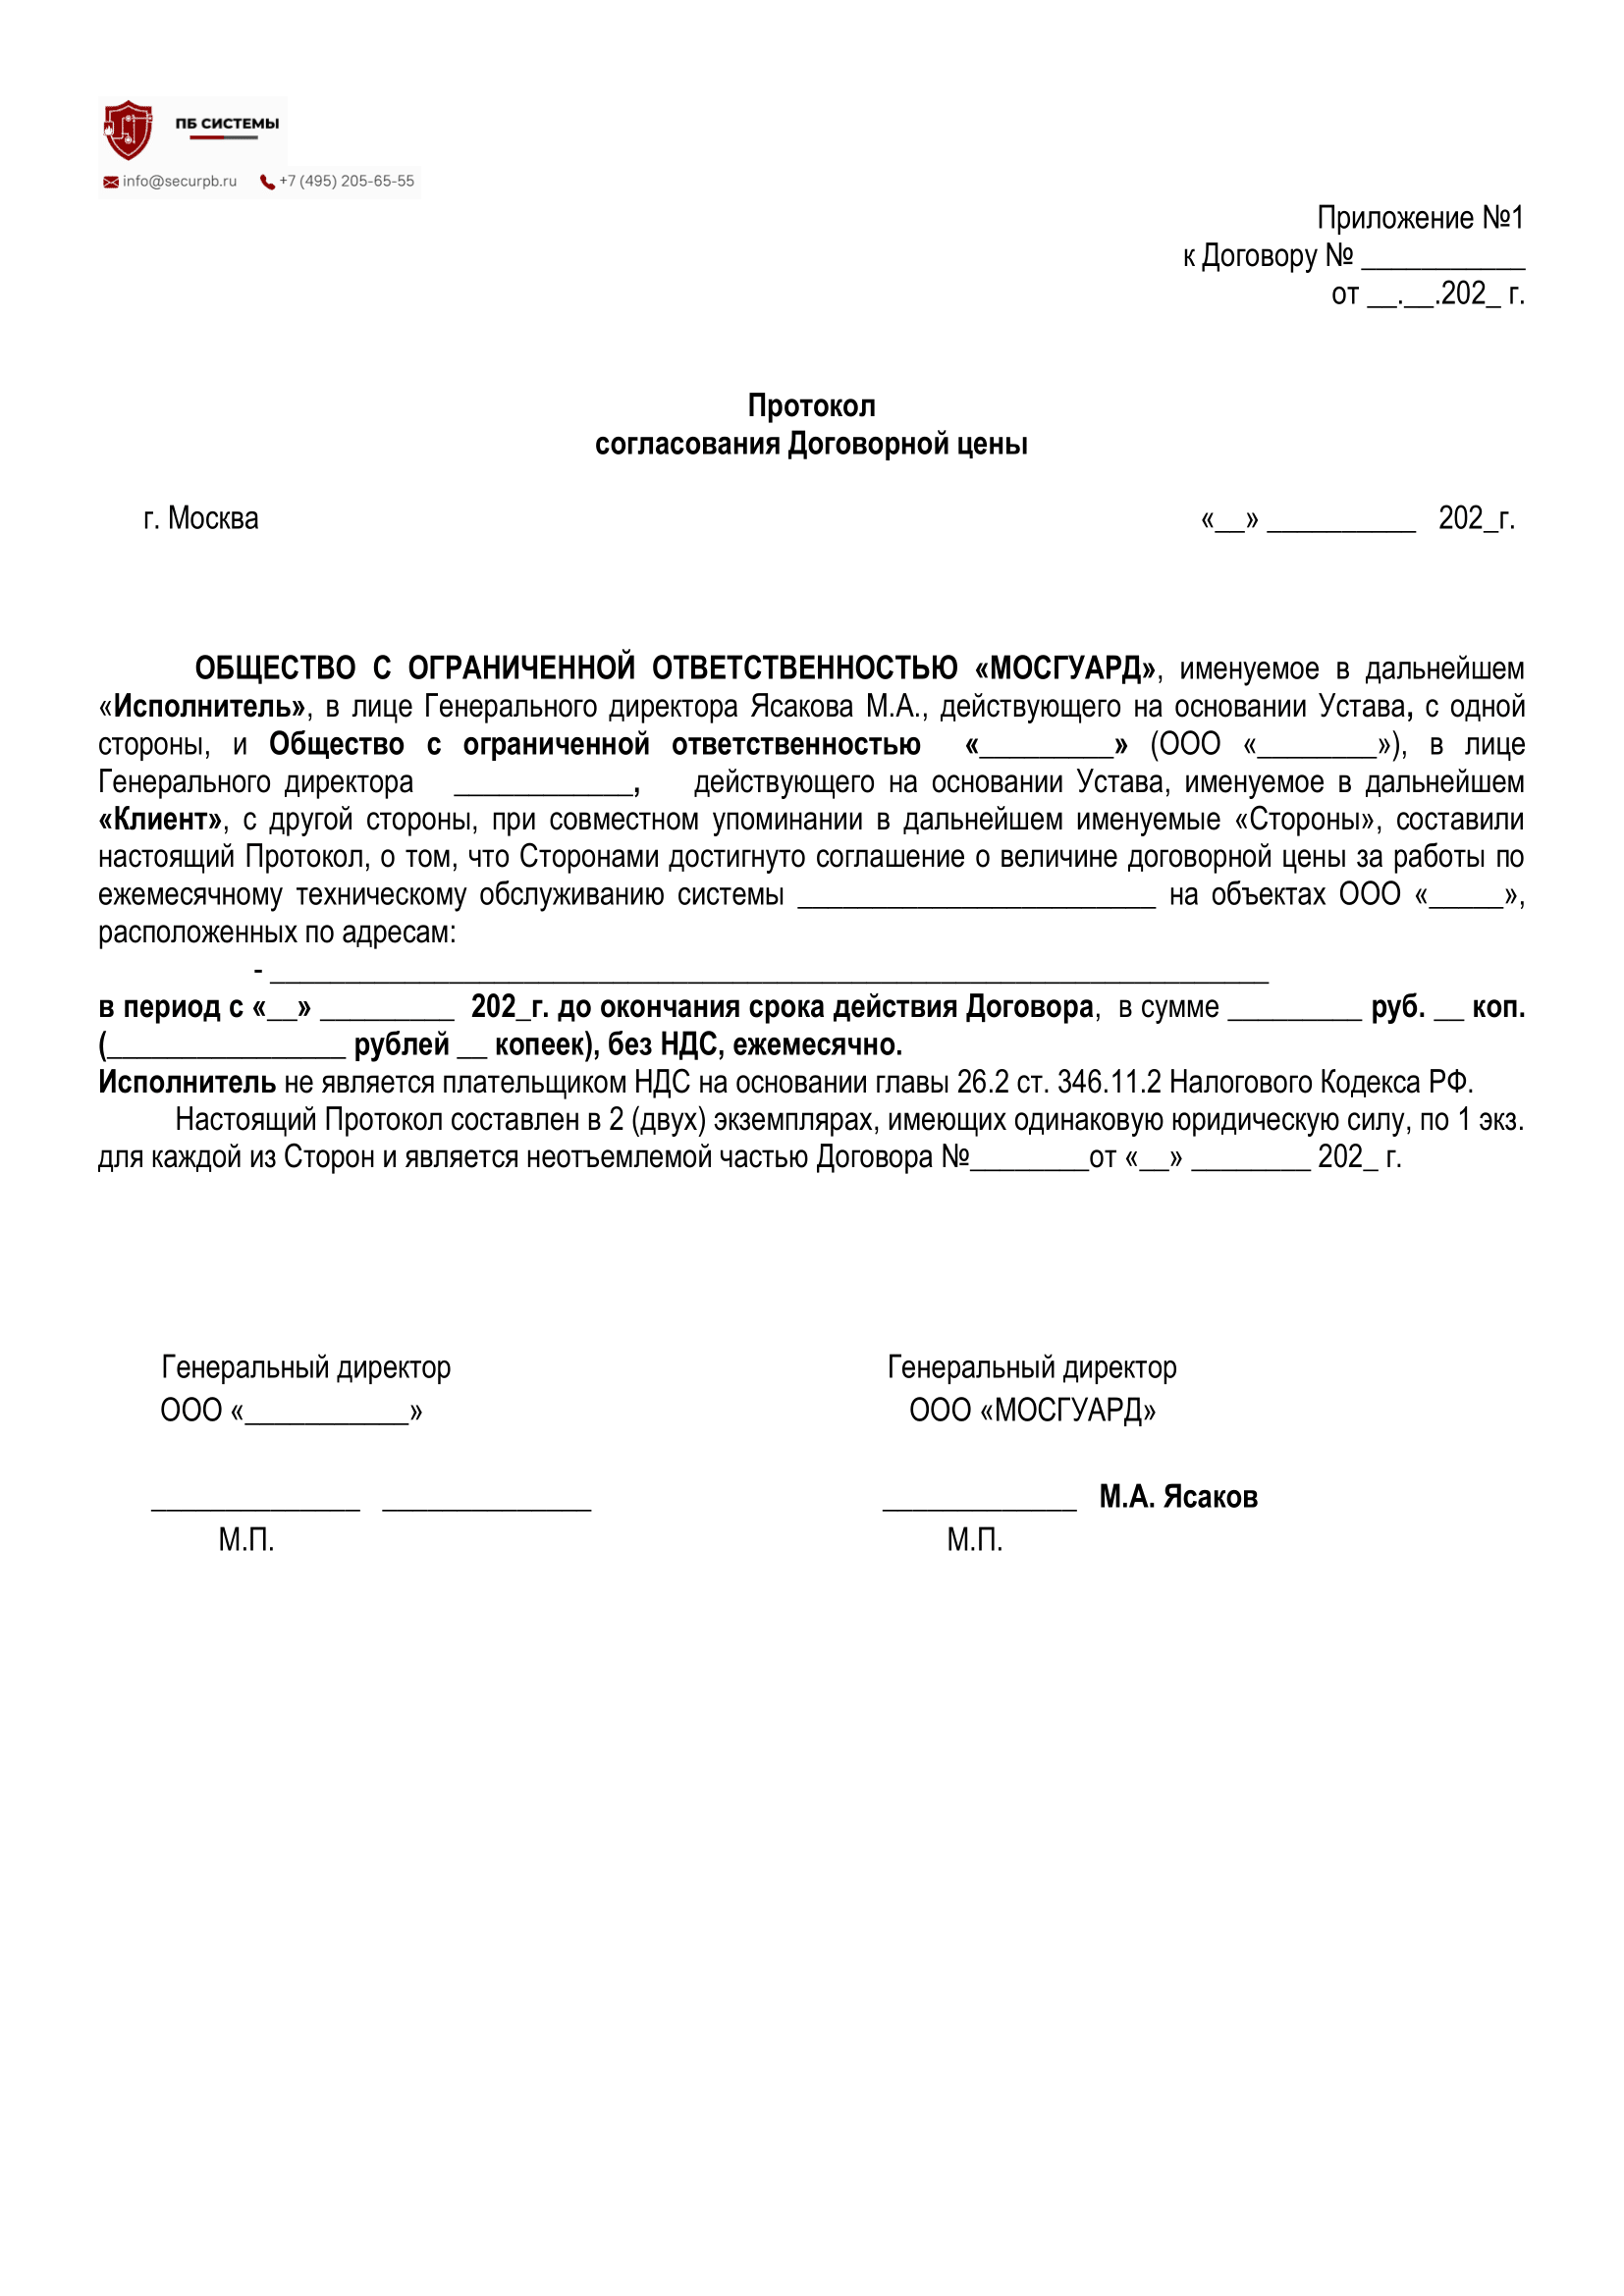 ПБ СИСТЕМЫ
info@securpb.ru +7 (495) 205-65-55
Приложение №1
к Договору № ___________
от __.__.202_ г.
Протокол
согласования Договорной цены
г. Москва «__» __________ 202_г.
ОБЩЕСТВО С ОГРАНИЧЕННОЙ ОТВЕТСТВЕННОСТЬЮ «МОСГУАРД», именуемое в дальнейшем
«Исполнитель», в лице Генерального директора Ясакова М.А., действующего на основании Устава, с одной
стороны, и Общество с ограниченной ответственностью «_________» (ООО «________»), в лице
Генерального директора ____________, действующего на основании Устава, именуемое в дальнейшем
«Клиент», с другой стороны, при совместном упоминании в дальнейшем именуемые «Стороны», составили
настоящий Протокол, о том, что Сторонами достигнуто соглашение о величине договорной цены за работы по
ежемесячному техническому обслуживанию системы ________________________ на объектах ООО «_____»,
расположенных по адресам:
- ___________________________________________________________________
в период с «__» _________ 202_г. до окончания срока действия Договора, в сумме _________ руб. __ коп.
(________________ рублей __ копеек), без НДС, ежемесячно.
Исполнитель не является плательщиком НДС на основании главы 26.2 ст. 346.11.2 Налогового Кодекса РФ.
Настоящий Протокол составлен в 2 (двух) экземплярах, имеющих одинаковую юридическую силу, по 1 экз.
для каждой из Сторон и является неотъемлемой частью Договора №________от «__» ________ 202_ г.
Генеральный директор Генеральный директор
ООО «___________» ООО «МОСГУАРД»
______________ ______________ _____________ М.А. Ясаков
М.П. М.П.